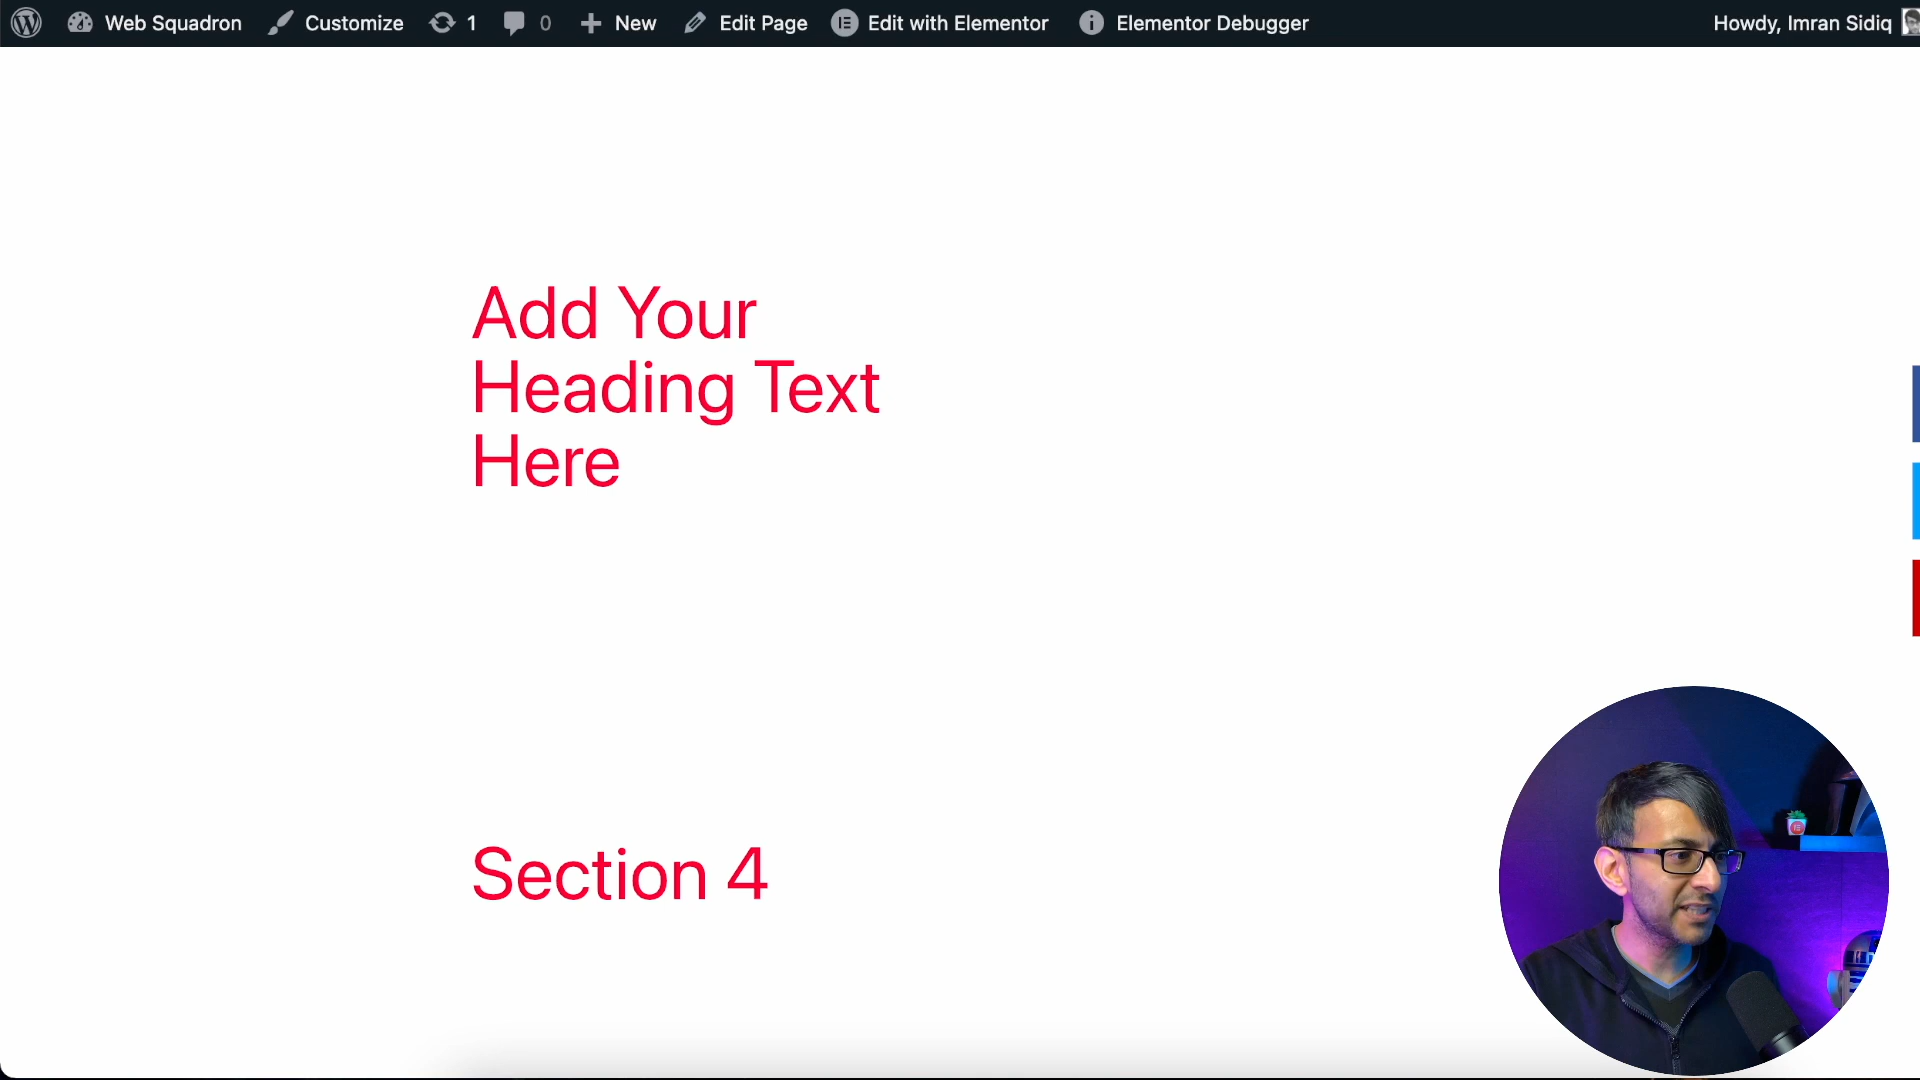 Web Squadron Customize 1 0 New Edit Page Edit with Elementor Elementor Debugger Howdy, Imran Sidiq
Add Your
Heading Text
Here
Section 4